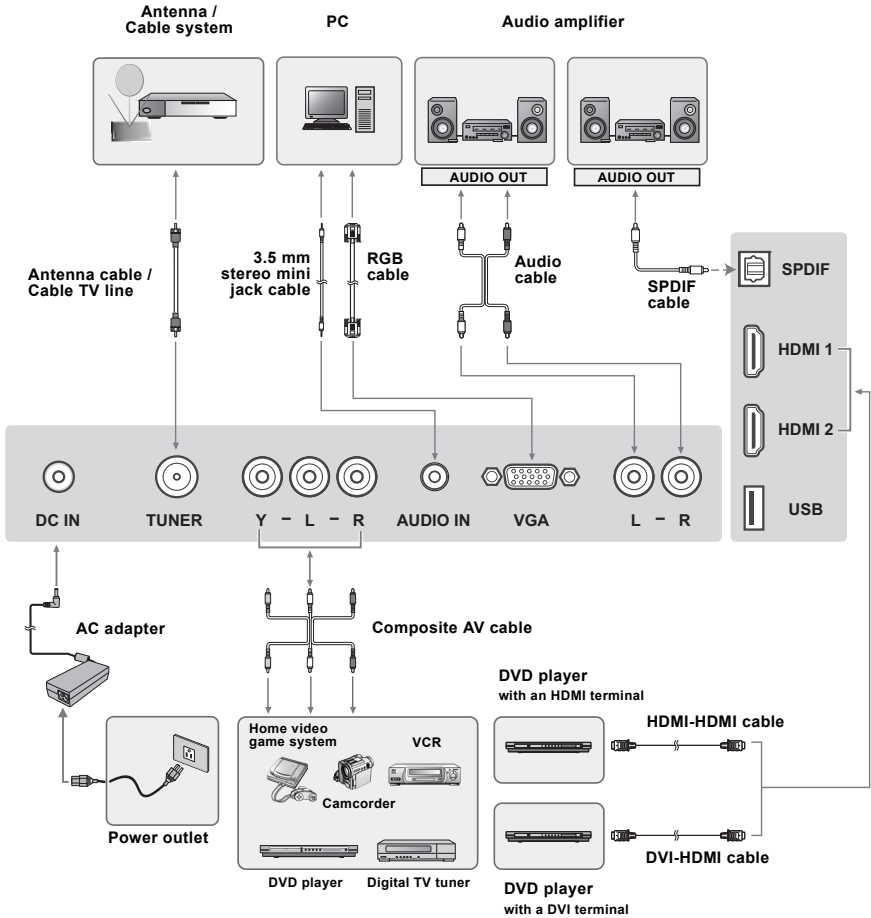 Antenna /
Cable system
PC
Audio amplifier
AUDIO OUT
AUDIO OUT
Antenna cable /
Cable TV line
3.5 mm
stereo mini
jack cable
RGB
cable
Audio
cable
SPDIF
cable
SPDIF
HDMI 1
HDMI 2
USB
DC IN
TUNER
Y – L – R
AUDIO IN
VGA
L – R
AC adapter
Composite AV cable
Power outlet
Home video
game system
VCR
Camcorder
DVD player
Digital TV tuner
DVD player
with an HDMI terminal
HDMI-HDMI cable
DVI-HDMI cable
DVD player
with a DVI terminal